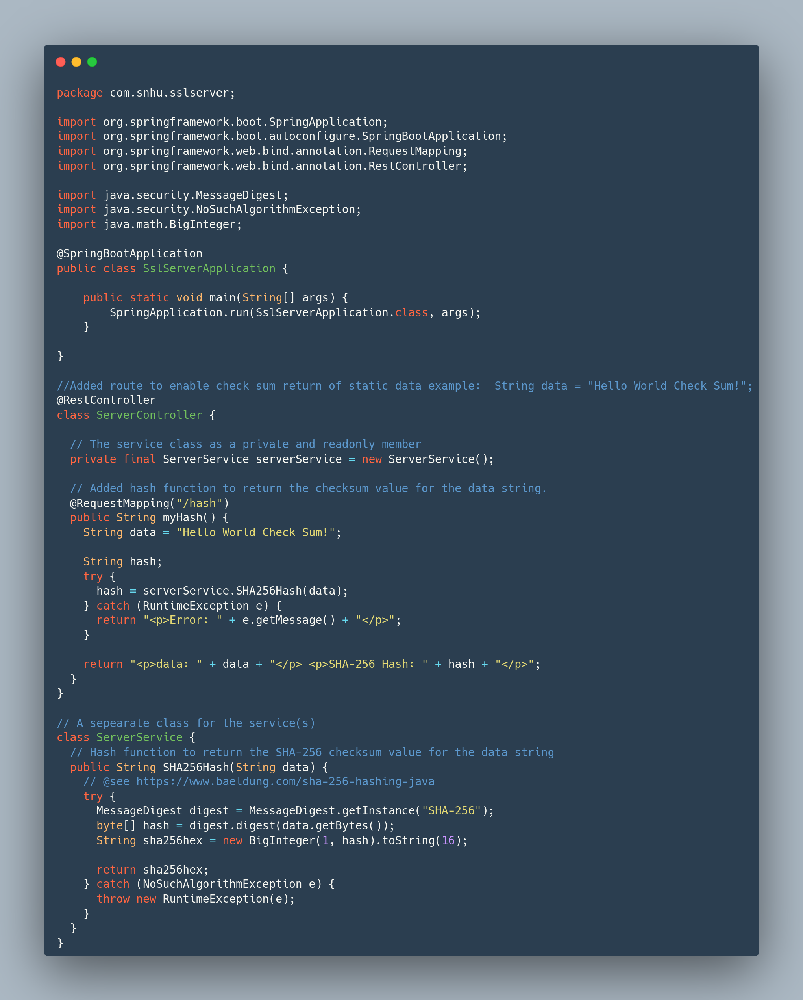 package com.snhu.sslserver;

import org.springframework.boot.SpringApplication;
import org.springframework.boot.autoconfigure.SpringBootApplication;
import org.springframework.web.bind.annotation.RequestMapping;
import org.springframework.web.bind.annotation.RestController;

import java.security.MessageDigest;
import java.security.NoSuchAlgorithmException;
import java.math.BigInteger;

@SpringBootApplication
public class SslServerApplication {

    public static void main(String[] args) {
        SpringApplication.run(SslServerApplication.class, args);
    }

}

//Added route to enable check sum return of static data example:  String data = "Hello World Check Sum!";
@RestController
class ServerController {

  // The service class as a private and readonly member
  private final ServerService serverService = new ServerService();

  // Added hash function to return the checksum value for the data string.
  @RequestMapping("/hash")
  public String myHash() {
    String data = "Hello World Check Sum!";

    String hash;
    try {
      hash = serverService.SHA256Hash(data);
    } catch (RuntimeException e) {
      return "<p>Error: " + e.getMessage() + "</p>";
    }

    return "<p>data: " + data + "</p> <p>SHA-256 Hash: " + hash + "</p>";
  }
}

// A sepearate class for the service(s)
class ServerService {
  // Hash function to return the SHA-256 checksum value for the data string
  public String SHA256Hash(String data) {
    // @see https://www.baeldung.com/sha-256-hashing-java
    try {
      MessageDigest digest = MessageDigest.getInstance("SHA-256");
      byte[] hash = digest.digest(data.getBytes());
      String sha256hex = new BigInteger(1, hash).toString(16);

      return sha256hex;
    } catch (NoSuchAlgorithmException e) {
      throw new RuntimeException(e);
    }
  }
}